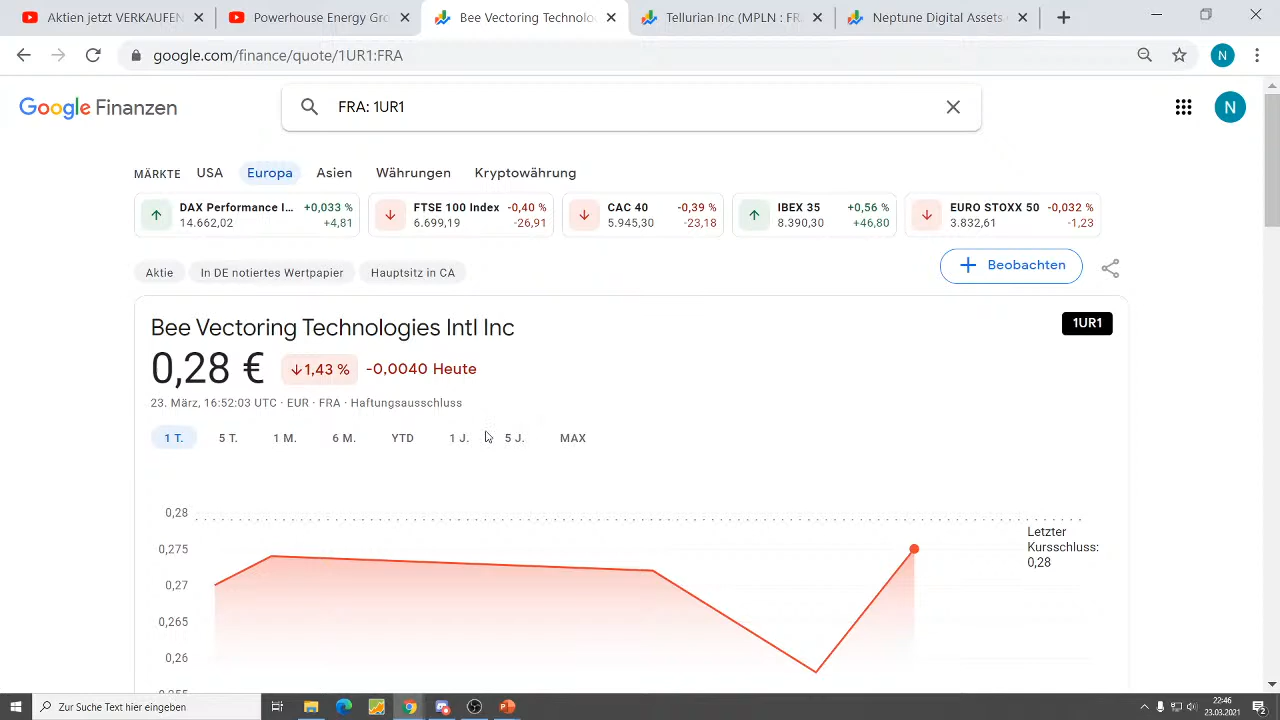 Aktien jetzt VERKAUFEN
Powerhouse Energy Gro
Bee Vectoring Technolo
Tellurian Inc (MPLN : FR
Neptune Digital Assets
google.com/finance/quote/1UR1:FRA
N
Google Finanzen
FRA: 1UR1
N
MÄRKTE USA Europa Asien Währungen Kryptowährung
DAX Performance I... +0,033 %
14.662,02 +4,81
FTSE 100 Index -0,40 %
6.699,19 -26,91
CAC 40 -0,39 %
5.945,30 -23,18
IBEX 35 +0,56 %
8.390,30 +46,80
EURO STOXX 50 -0,032 %
3.832,61 -1,23
Aktie In DE notiertes Wertpapier Hauptsitz in CA
Beobachten
Bee Vectoring Technologies Intl Inc
1UR1
0,28 € 1,43 % -0,0040 Heute
23. März, 16:52:03 UTC · EUR · FRA · Haftungsausschluss
1 T. 5 T. 1 M. 6 M. YTD 1 J. 5 J. MAX
0,28
0,275
0,27
0,265
0,26
0,255
Letzter
Kursschluss:
0,28
Zur Suche Text hier eingeben
22:46
23.03.2021
2